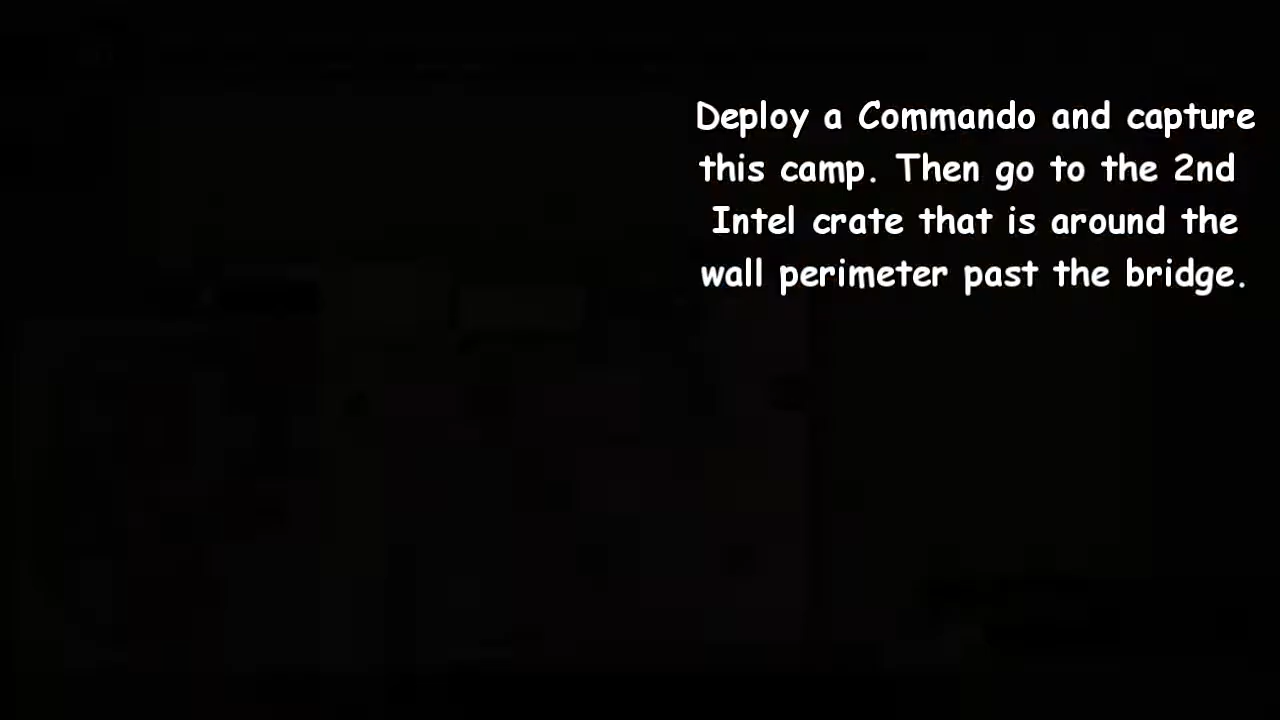 Deploy a Commando and capture
this camp. Then go to the 2nd
Intel crate that is around the
wall perimeter past the bridge.